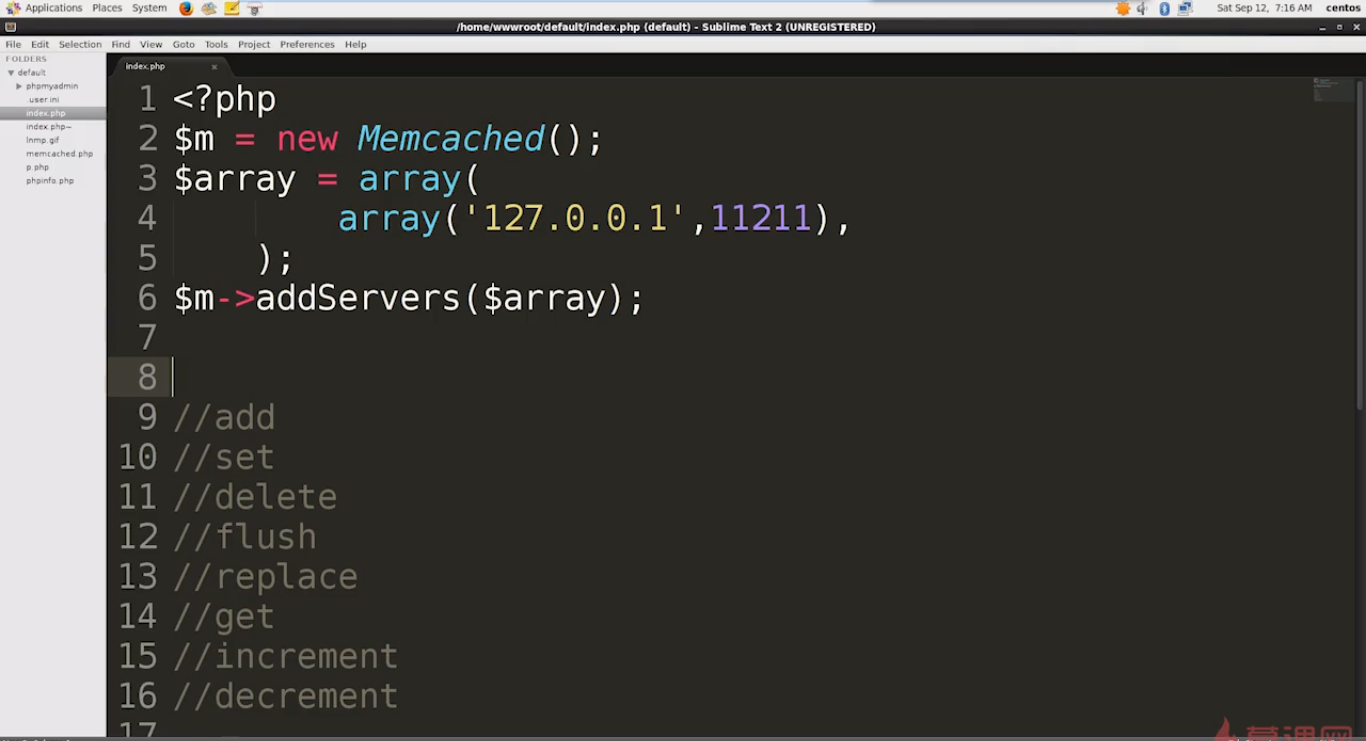 Applications Places System
Sat Sep 12, 7:16 AM centos
/home/wwwroot/default/index.php (default) - Sublime Text 2 (UNREGISTERED)
File Edit Selection Find View Goto Tools Project Preferences Help
FOLDERS
default
phpmyadmin
.user.ini
index.php
index.php~
lnmp.gif
memcached.php
p.php
phpinfo.php
index.php
1 <?php
2 $m = new Memcached();
3 $array = array(
4 array('127.0.0.1',11211),
5 );
6 $m->addServers($array);
7
8
9 //add
10 //set
11 //delete
12 //flush
13 //replace
14 //get
15 //increment
16 //decrement
17
慕课网